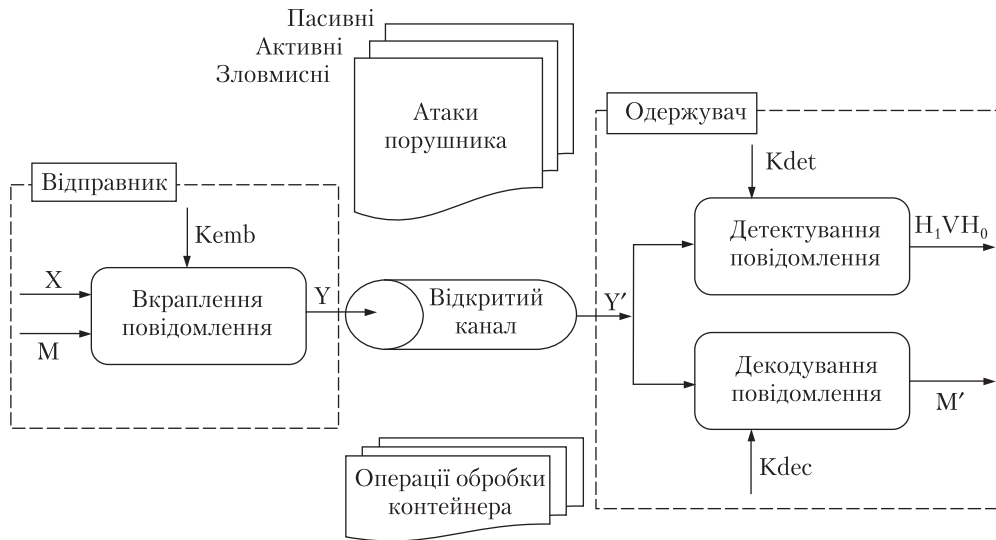 Пасивні
Активні
Зловмисні
Атаки
порушника
Одержувач
Kdet
Відправник
Kemb
Детектування
повідомлення
H₁VH₀
X
M
Вкраплення
повідомлення
Y
Відкритий
канал
Y′
Декодування
повідомлення
M′
Kdec
Операції обробки
контейнера